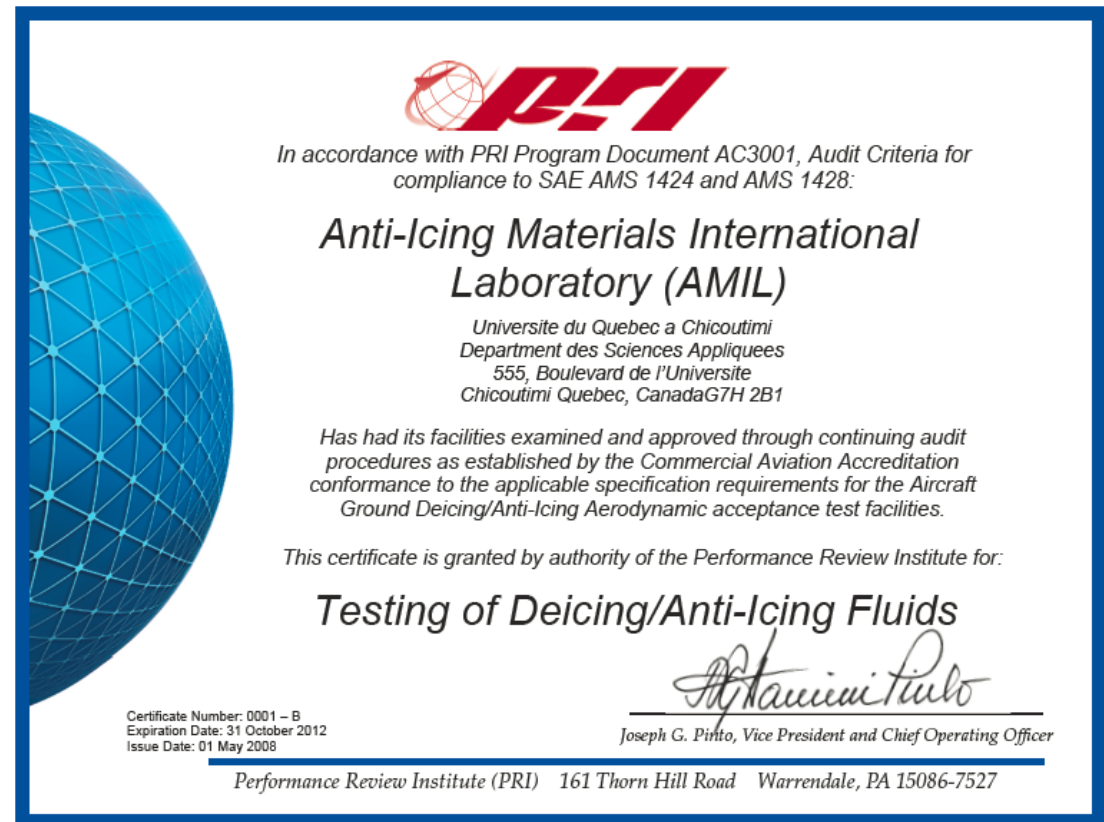 PRI
In accordance with PRI Program Document AC3001, Audit Criteria for
compliance to SAE AMS 1424 and AMS 1428:
Anti-Icing Materials International
Laboratory (AMIL)
Universite du Quebec a Chicoutimi
Department des Sciences Appliquees
555, Boulevard de l'Universite
Chicoutimi Quebec, CanadaG7H 2B1
Has had its facilities examined and approved through continuing audit
procedures as established by the Commercial Aviation Accreditation
conformance to the applicable specification requirements for the Aircraft
Ground Deicing/Anti-Icing Aerodynamic acceptance test facilities.
This certificate is granted by authority of the Performance Review Institute for:
Testing of Deicing/Anti-Icing Fluids
Certificate Number: 0001 – B
Expiration Date: 31 October 2012
Issue Date: 01 May 2008
Joseph G. Pinto, Vice President and Chief Operating Officer
Performance Review Institute (PRI) 161 Thorn Hill Road Warrendale, PA 15086-7527